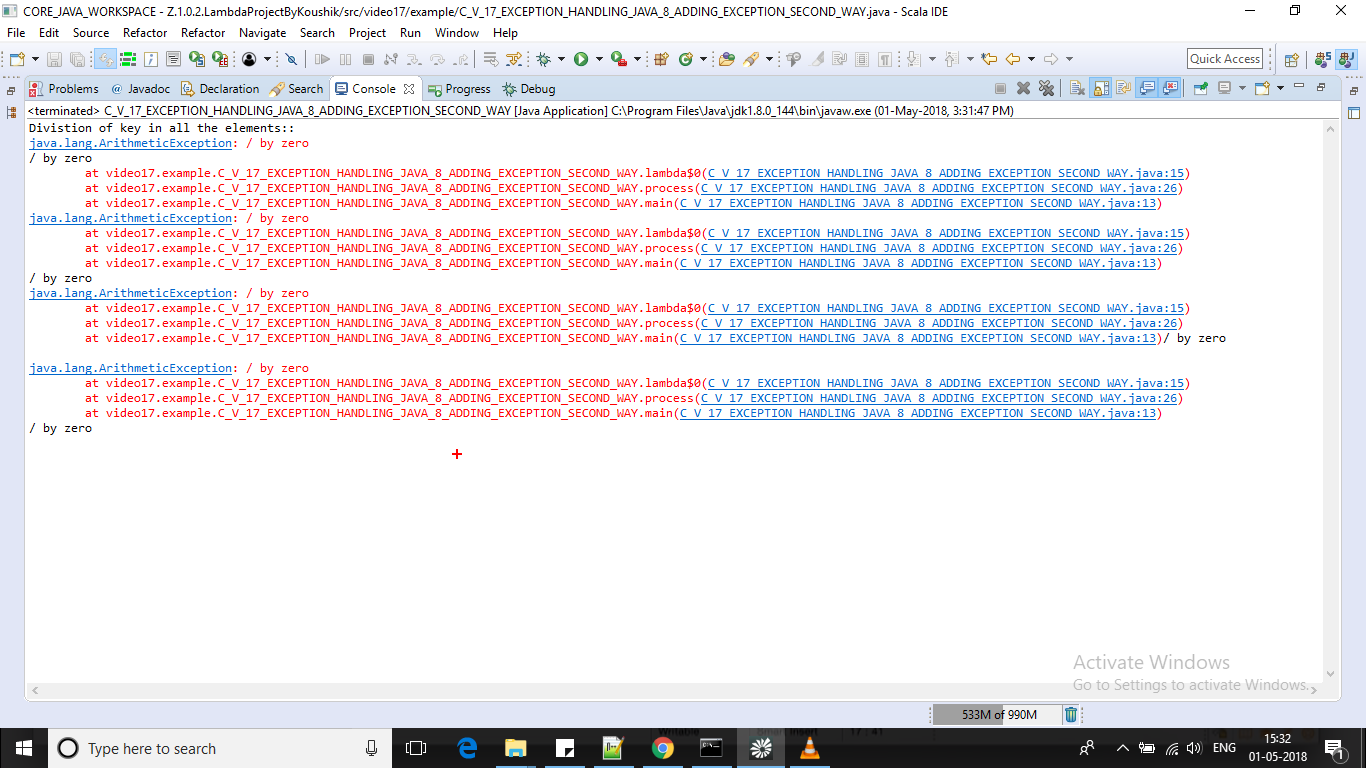 CORE_JAVA_WORKSPACE - Z.1.0.2.LambdaProjectByKoushik/src/video17/example/C_V_17_EXCEPTION_HANDLING_JAVA_8_ADDING_EXCEPTION_SECOND_WAY.java - Scala IDE
File Edit Source Refactor Refactor Navigate Search Project Run Window Help
Quick Access
Problems @ Javadoc Declaration Search Console Progress Debug
<terminated> C_V_17_EXCEPTION_HANDLING_JAVA_8_ADDING_EXCEPTION_SECOND_WAY [Java Application] C:\Program Files\Java\jdk1.8.0_144\bin\javaw.exe (01-May-2018, 3:31:47 PM)
Divistion of key in all the elements::
java.lang.ArithmeticException: / by zero
/ by zero
at video17.example.C_V_17_EXCEPTION_HANDLING_JAVA_8_ADDING_EXCEPTION_SECOND_WAY.lambda$0(C_V_17_EXCEPTION_HANDLING_JAVA_8_ADDING_EXCEPTION_SECOND_WAY.java:15)
at video17.example.C_V_17_EXCEPTION_HANDLING_JAVA_8_ADDING_EXCEPTION_SECOND_WAY.process(C_V_17_EXCEPTION_HANDLING_JAVA_8_ADDING_EXCEPTION_SECOND_WAY.java:26)
at video17.example.C_V_17_EXCEPTION_HANDLING_JAVA_8_ADDING_EXCEPTION_SECOND_WAY.main(C_V_17_EXCEPTION_HANDLING_JAVA_8_ADDING_EXCEPTION_SECOND_WAY.java:13)
java.lang.ArithmeticException: / by zero
at video17.example.C_V_17_EXCEPTION_HANDLING_JAVA_8_ADDING_EXCEPTION_SECOND_WAY.lambda$0(C_V_17_EXCEPTION_HANDLING_JAVA_8_ADDING_EXCEPTION_SECOND_WAY.java:15)
at video17.example.C_V_17_EXCEPTION_HANDLING_JAVA_8_ADDING_EXCEPTION_SECOND_WAY.process(C_V_17_EXCEPTION_HANDLING_JAVA_8_ADDING_EXCEPTION_SECOND_WAY.java:26)
at video17.example.C_V_17_EXCEPTION_HANDLING_JAVA_8_ADDING_EXCEPTION_SECOND_WAY.main(C_V_17_EXCEPTION_HANDLING_JAVA_8_ADDING_EXCEPTION_SECOND_WAY.java:13)
/ by zero
java.lang.ArithmeticException: / by zero
at video17.example.C_V_17_EXCEPTION_HANDLING_JAVA_8_ADDING_EXCEPTION_SECOND_WAY.lambda$0(C_V_17_EXCEPTION_HANDLING_JAVA_8_ADDING_EXCEPTION_SECOND_WAY.java:15)
at video17.example.C_V_17_EXCEPTION_HANDLING_JAVA_8_ADDING_EXCEPTION_SECOND_WAY.process(C_V_17_EXCEPTION_HANDLING_JAVA_8_ADDING_EXCEPTION_SECOND_WAY.java:26)
at video17.example.C_V_17_EXCEPTION_HANDLING_JAVA_8_ADDING_EXCEPTION_SECOND_WAY.main(C_V_17_EXCEPTION_HANDLING_JAVA_8_ADDING_EXCEPTION_SECOND_WAY.java:13)/ by zero
java.lang.ArithmeticException: / by zero
at video17.example.C_V_17_EXCEPTION_HANDLING_JAVA_8_ADDING_EXCEPTION_SECOND_WAY.lambda$0(C_V_17_EXCEPTION_HANDLING_JAVA_8_ADDING_EXCEPTION_SECOND_WAY.java:15)
at video17.example.C_V_17_EXCEPTION_HANDLING_JAVA_8_ADDING_EXCEPTION_SECOND_WAY.process(C_V_17_EXCEPTION_HANDLING_JAVA_8_ADDING_EXCEPTION_SECOND_WAY.java:26)
at video17.example.C_V_17_EXCEPTION_HANDLING_JAVA_8_ADDING_EXCEPTION_SECOND_WAY.main(C_V_17_EXCEPTION_HANDLING_JAVA_8_ADDING_EXCEPTION_SECOND_WAY.java:13)
/ by zero
Activate Windows
Go to Settings to activate Windows.
533M of 990M
Type here to search
ENG
15:32
01-05-2018
1